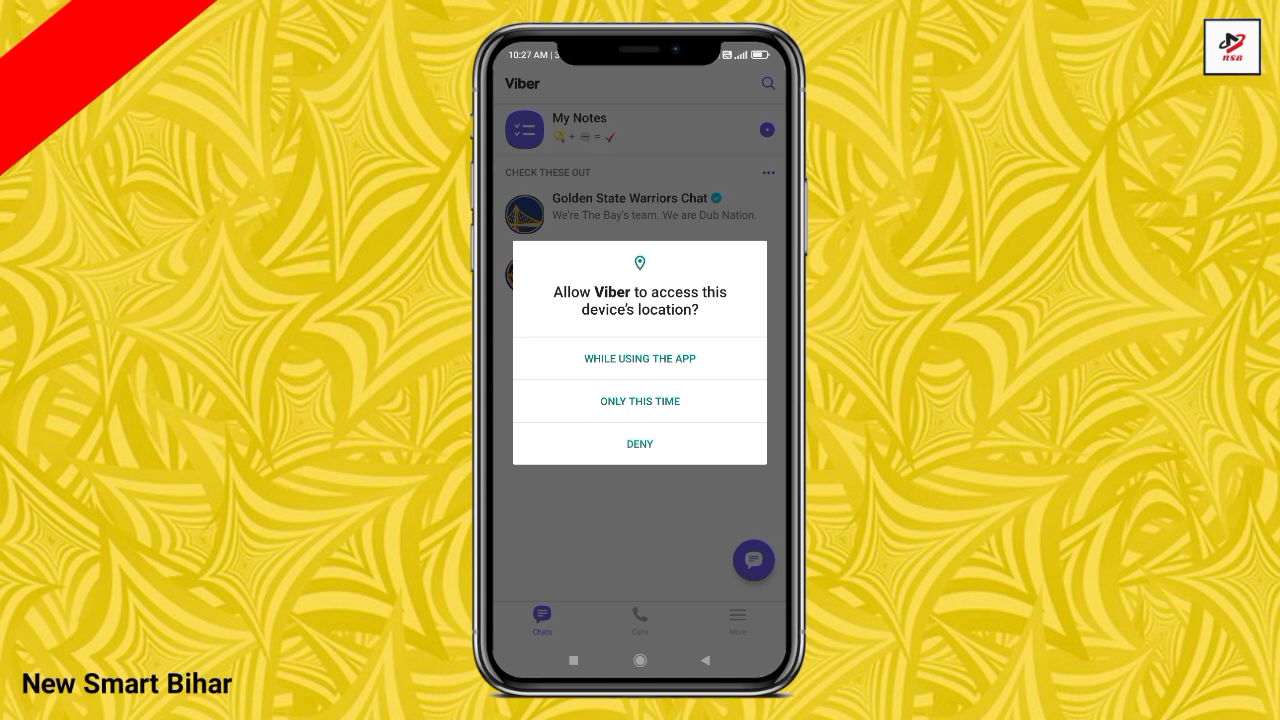 10:27 AM | 3
NSB
Viber
My Notes
+ = ✓
CHECK THESE OUT
Golden State Warriors Chat
We're The Bay's team. We are Dub Nation.
Allow Viber to access this
device's location?
WHILE USING THE APP
ONLY THIS TIME
DENY
Chats
Calls
More
New Smart Bihar